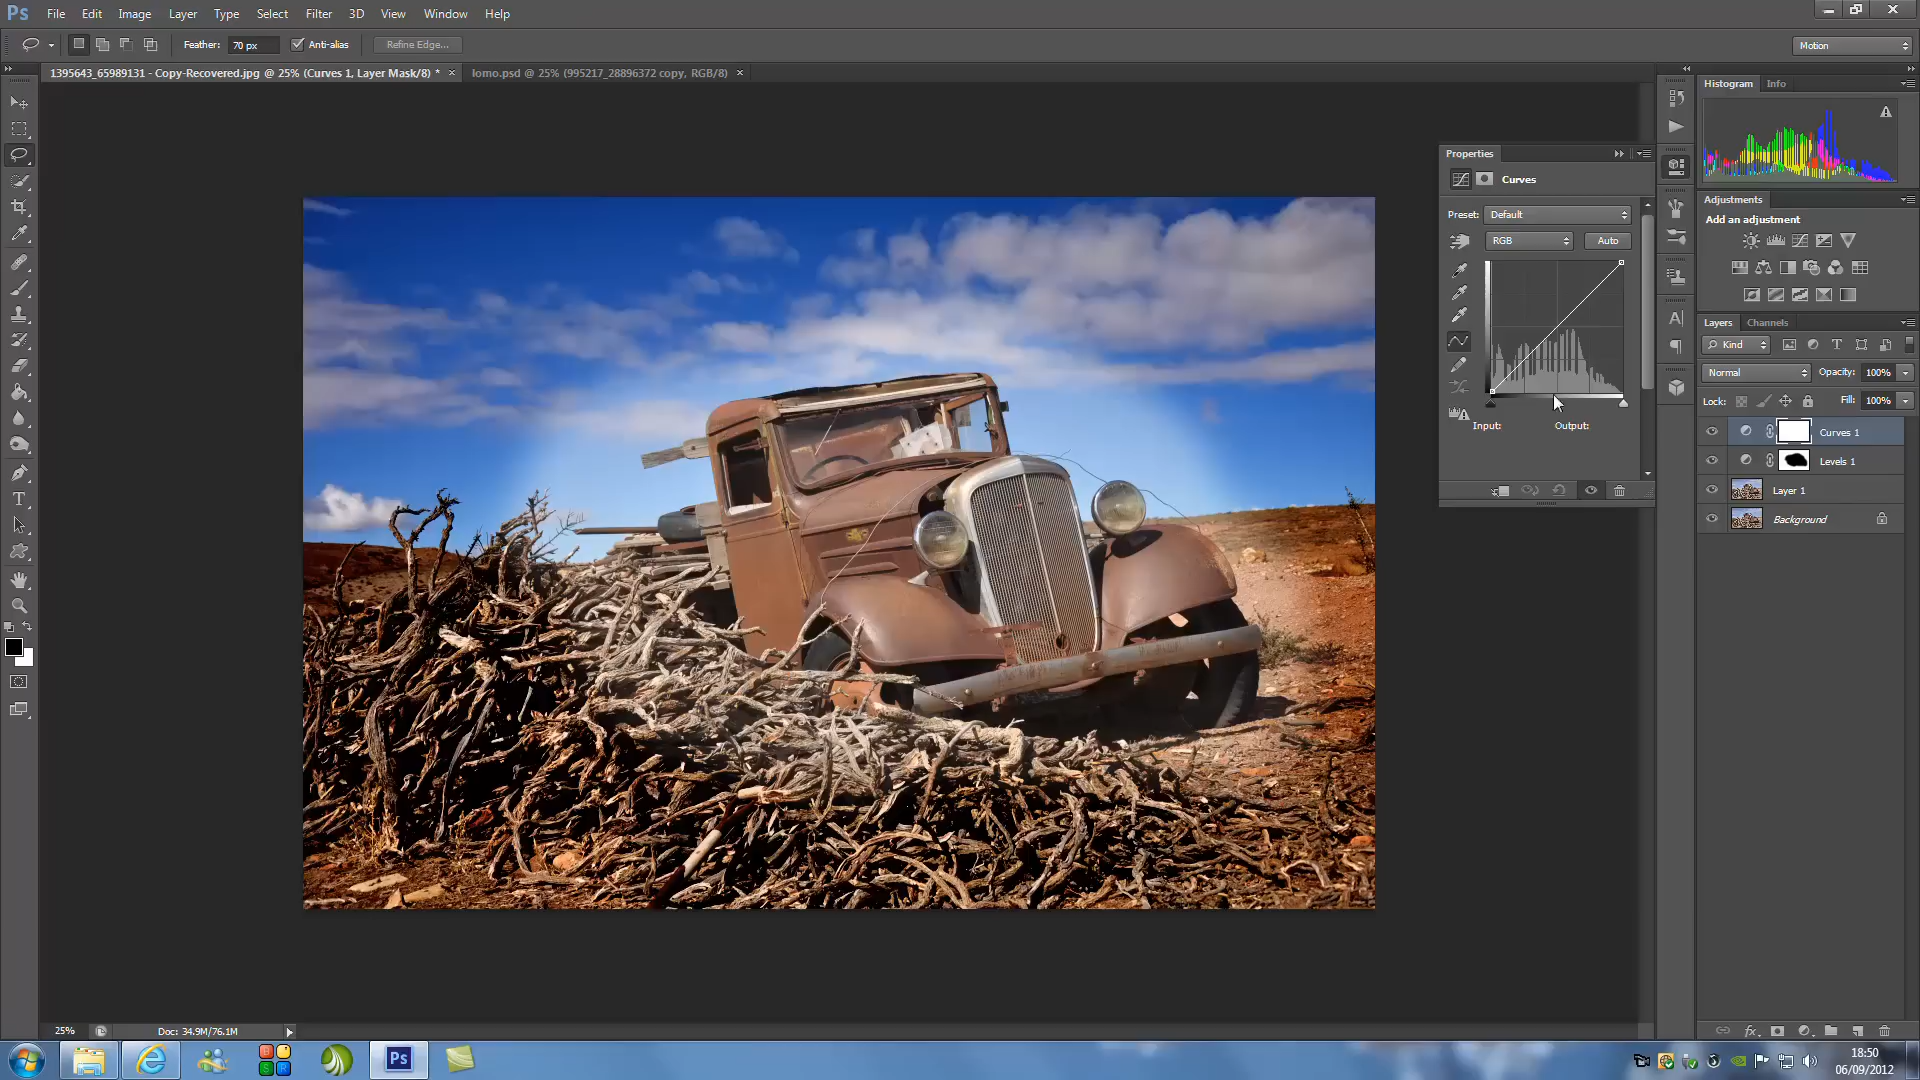 Ps File Edit Image Layer Type Select Filter 3D View Window Help
Feather: 70 px Anti-alias Refine Edge... Motion
1395643_65989131 - Copy-Recovered.jpg @ 25% (Curves 1, Layer Mask/8) * × lomo.psd @ 25% (995217_28896372 copy, RGB/8) ×
Histogram Info
Properties
Curves
Preset: Default
RGB Auto
Input: Output:
Adjustments
Add an adjustment
Layers Channels
Kind
Normal Opacity: 100%
Lock: Fill: 100%
Curves 1
Levels 1
Layer 1
Background
25% Doc: 34.9M/76.1M
Ps
18:50
06/09/2012